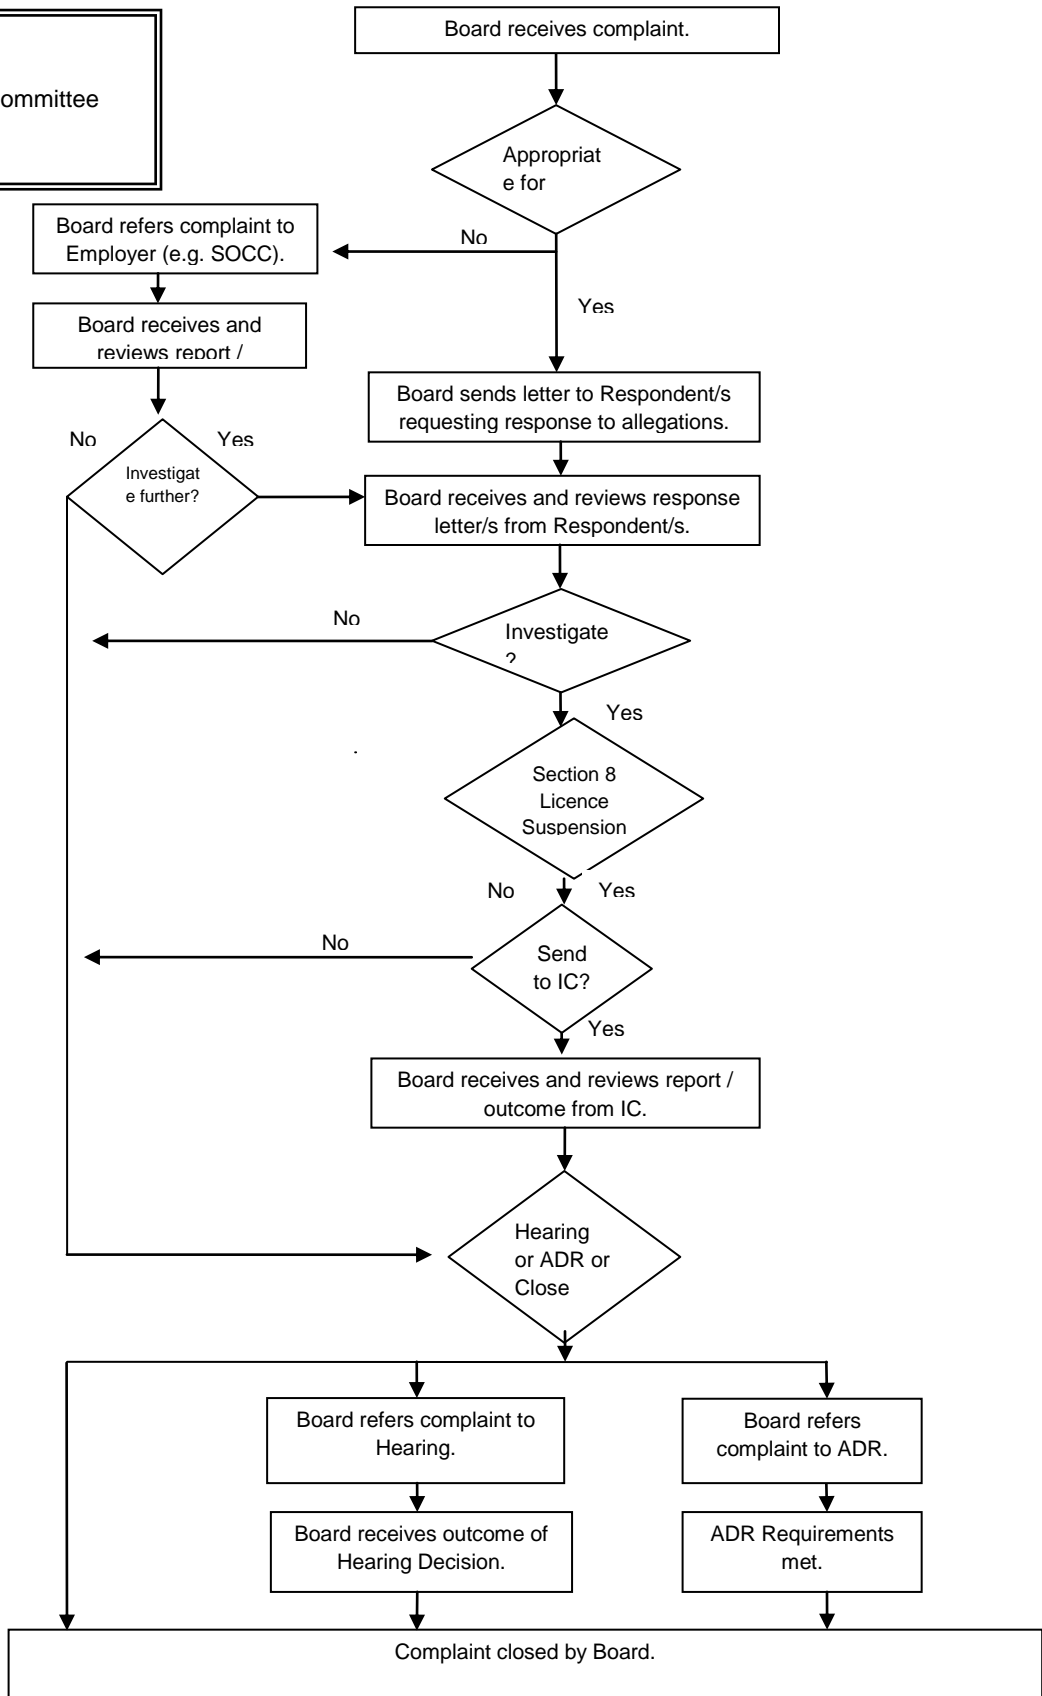 Board receives complaint.
ommittee
Appropriat
e for
Board refers complaint to
Employer (e.g. SOCC).
No
Yes
Board receives and
reviews report /
Board sends letter to Respondent/s
requesting response to allegations.
No
Yes
Investigat
e further?
Board receives and reviews response
letter/s from Respondent/s.
No
Investigate
?
Yes
Section 8
Licence
Suspension
No
Yes
No
Send
to IC?
Yes
Board receives and reviews report /
outcome from IC.
Hearing
or ADR or
Close
Board refers complaint to
Hearing.
Board refers
complaint to ADR.
Board receives outcome of
Hearing Decision.
ADR Requirements
met.
Complaint closed by Board.